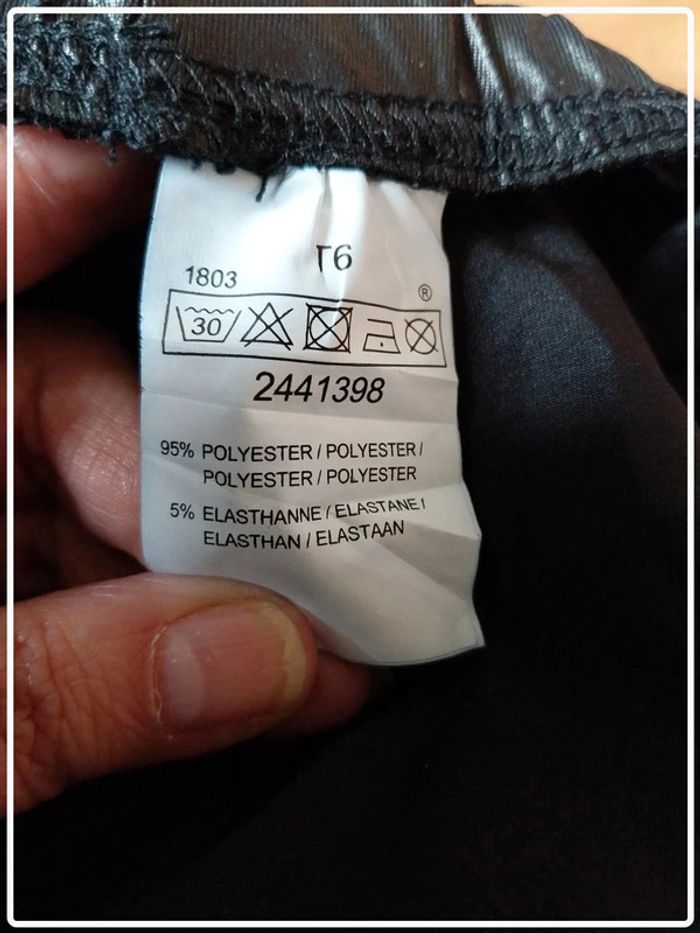 T6
1803
®
30
2441398
95% POLYESTER / POLYESTER /
POLYESTER / POLYESTER
5% ELASTHANNE / ELASTANE /
ELASTHAN / ELASTAAN